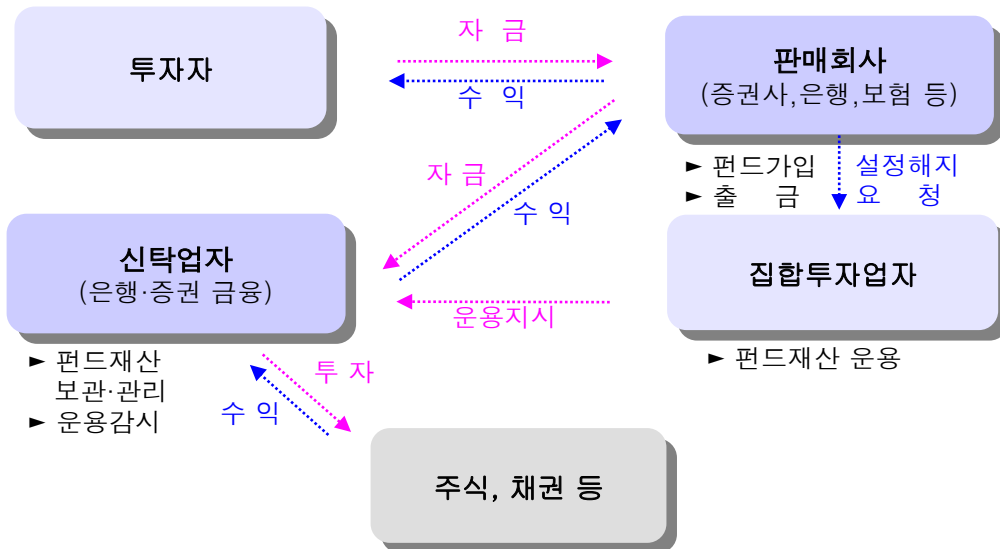 자 금
투자자
수 익
판매회사
(증권사,은행,보험 등)
► 펀드가입
► 출 금
설정해지
요 청
자 금
수 익
신탁업자
(은행·증권 금융)
집합투자업자
운용지시
► 펀드재산
보관·관리
► 운용감시
► 펀드재산 운용
투 자
수 익
주식, 채권 등